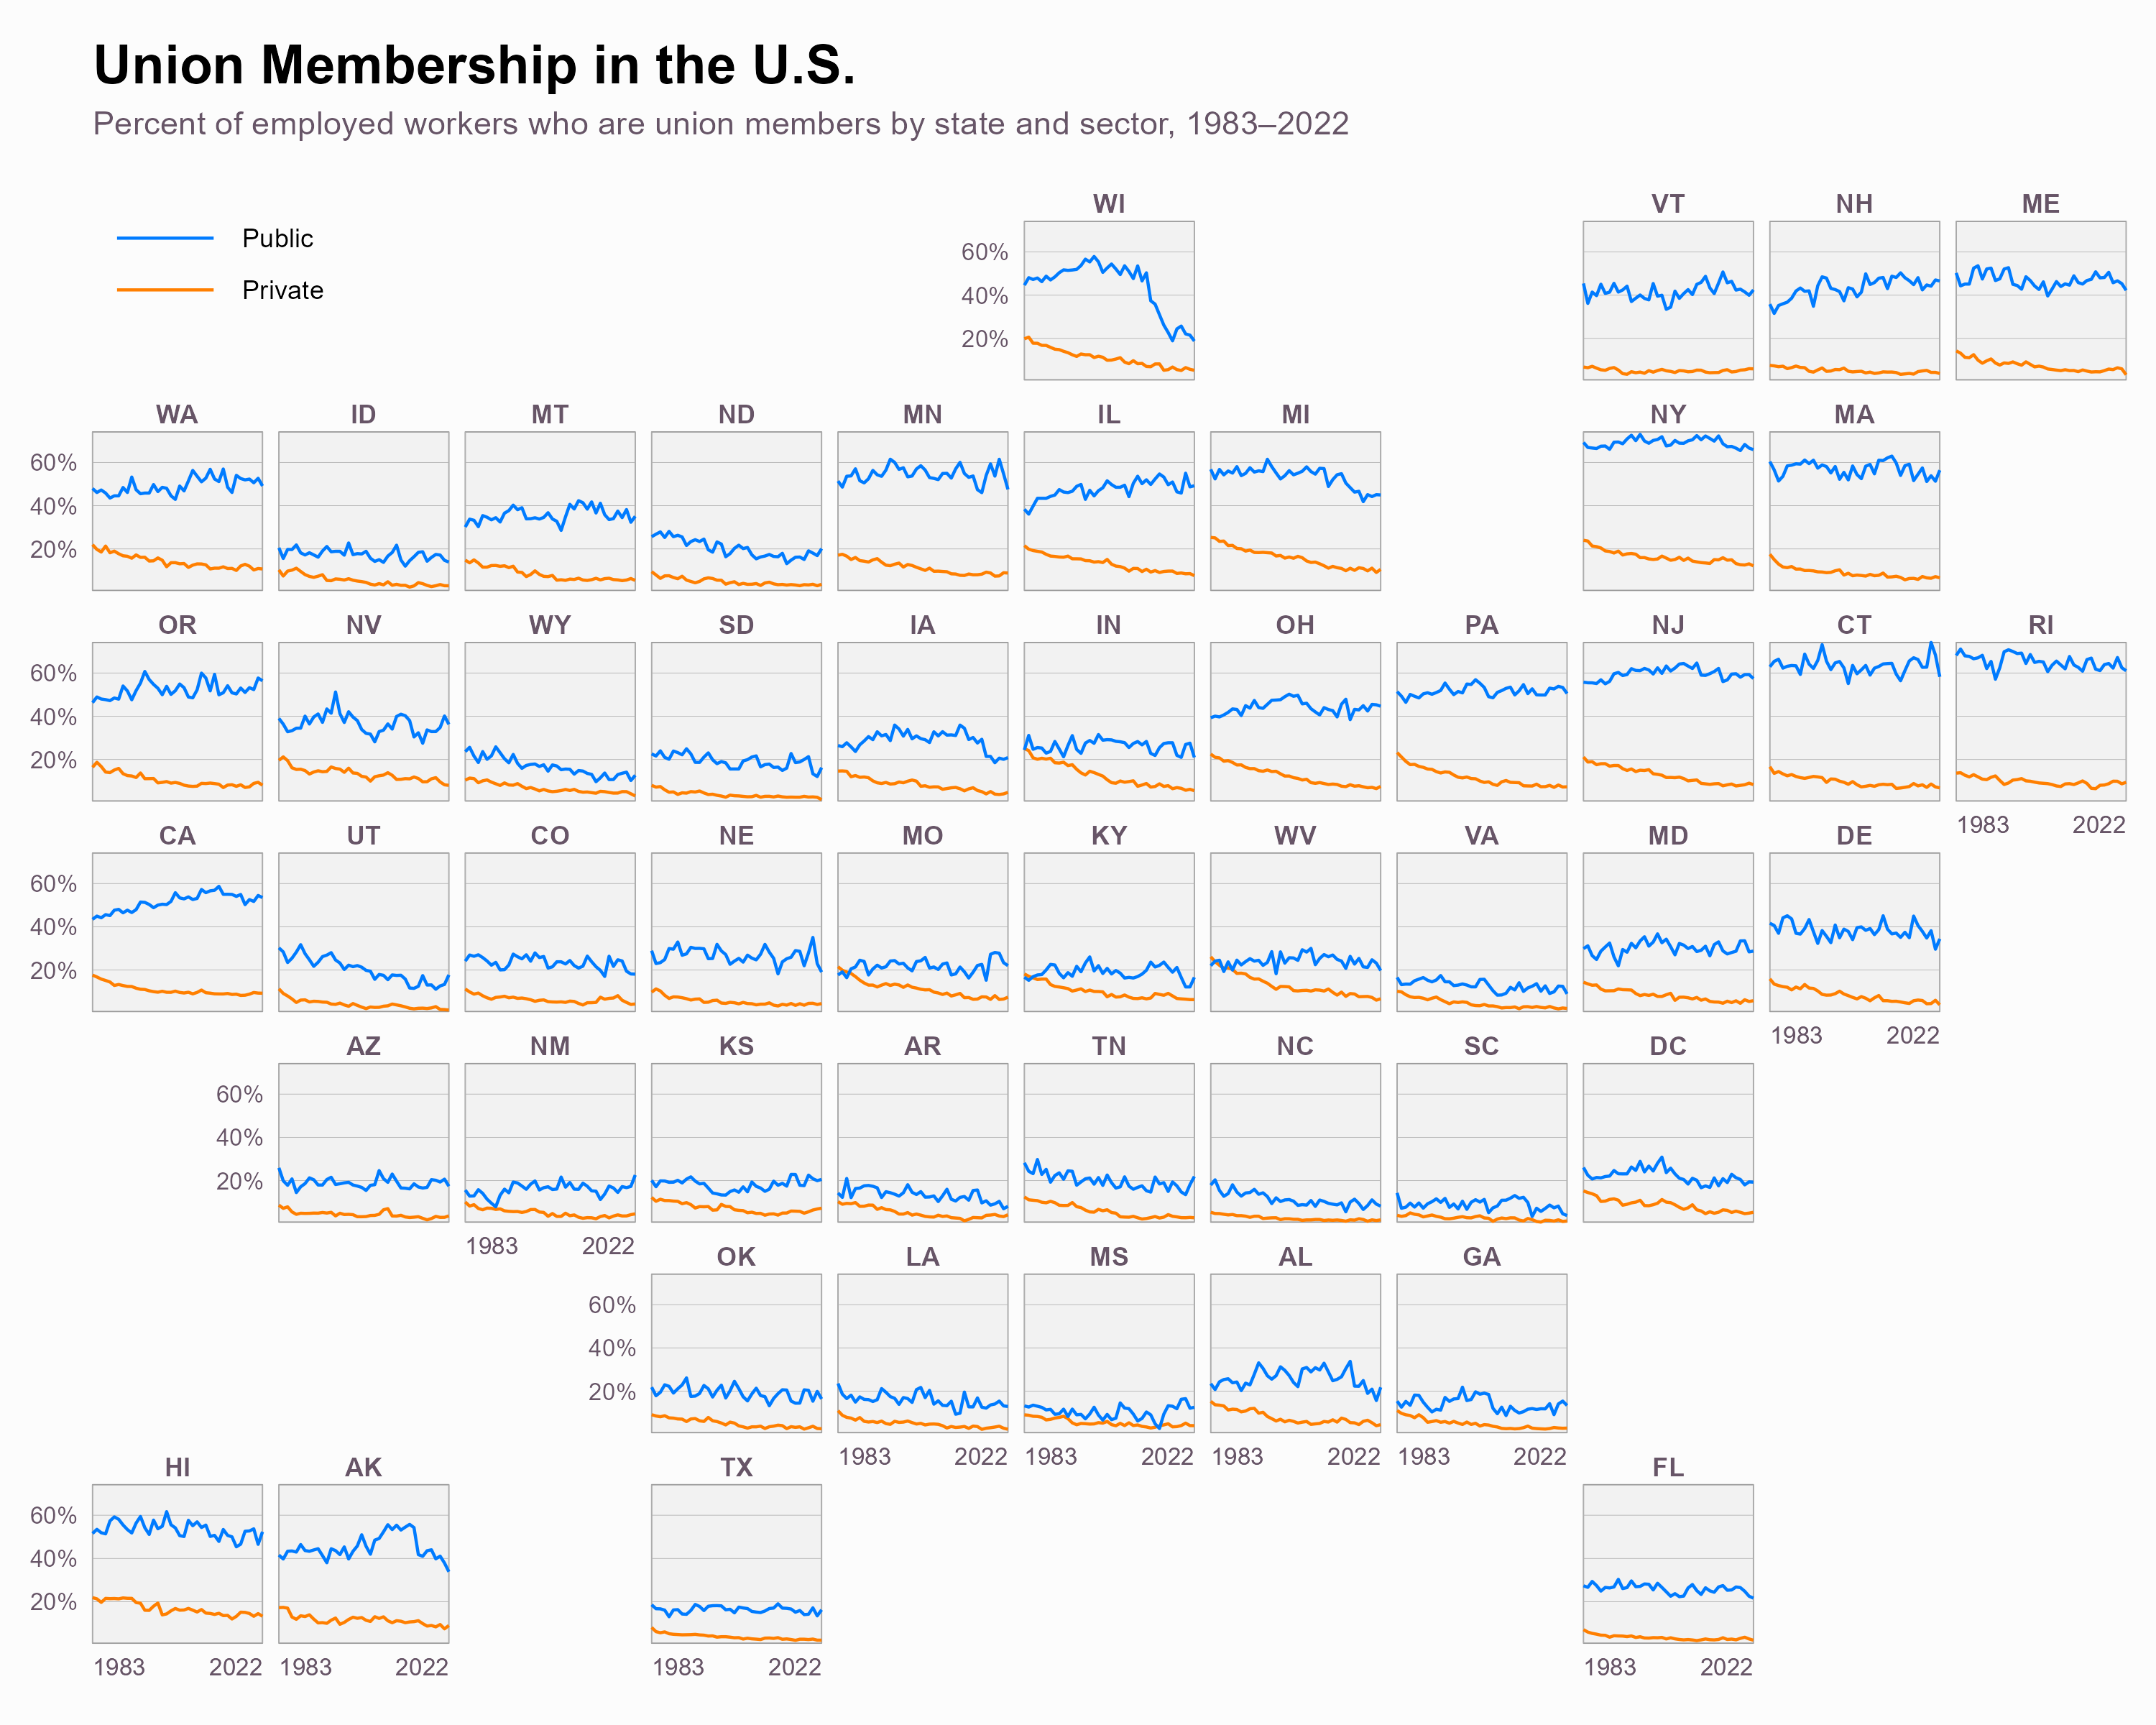 Union Membership in the U.S.
Percent of employed workers who are union members by state and sector, 1983–2022
Public
Private
WI
VT
NH
ME
60%
40%
20%
WA
ID
MT
ND
MN
IL
MI
NY
MA
60%
40%
20%
OR
NV
WY
SD
IA
IN
OH
PA
NJ
CT
RI
60%
40%
20%
1983 2022
CA
UT
CO
NE
MO
KY
WV
VA
MD
DE
60%
40%
20%
1983 2022
AZ
NM
KS
AR
TN
NC
SC
DC
60%
40%
20%
1983 2022
OK
LA
MS
AL
GA
60%
40%
20%
1983 2022
1983 2022
1983 2022
1983 2022
HI
AK
TX
FL
60%
40%
20%
1983 2022
1983 2022
1983 2022
1983 2022